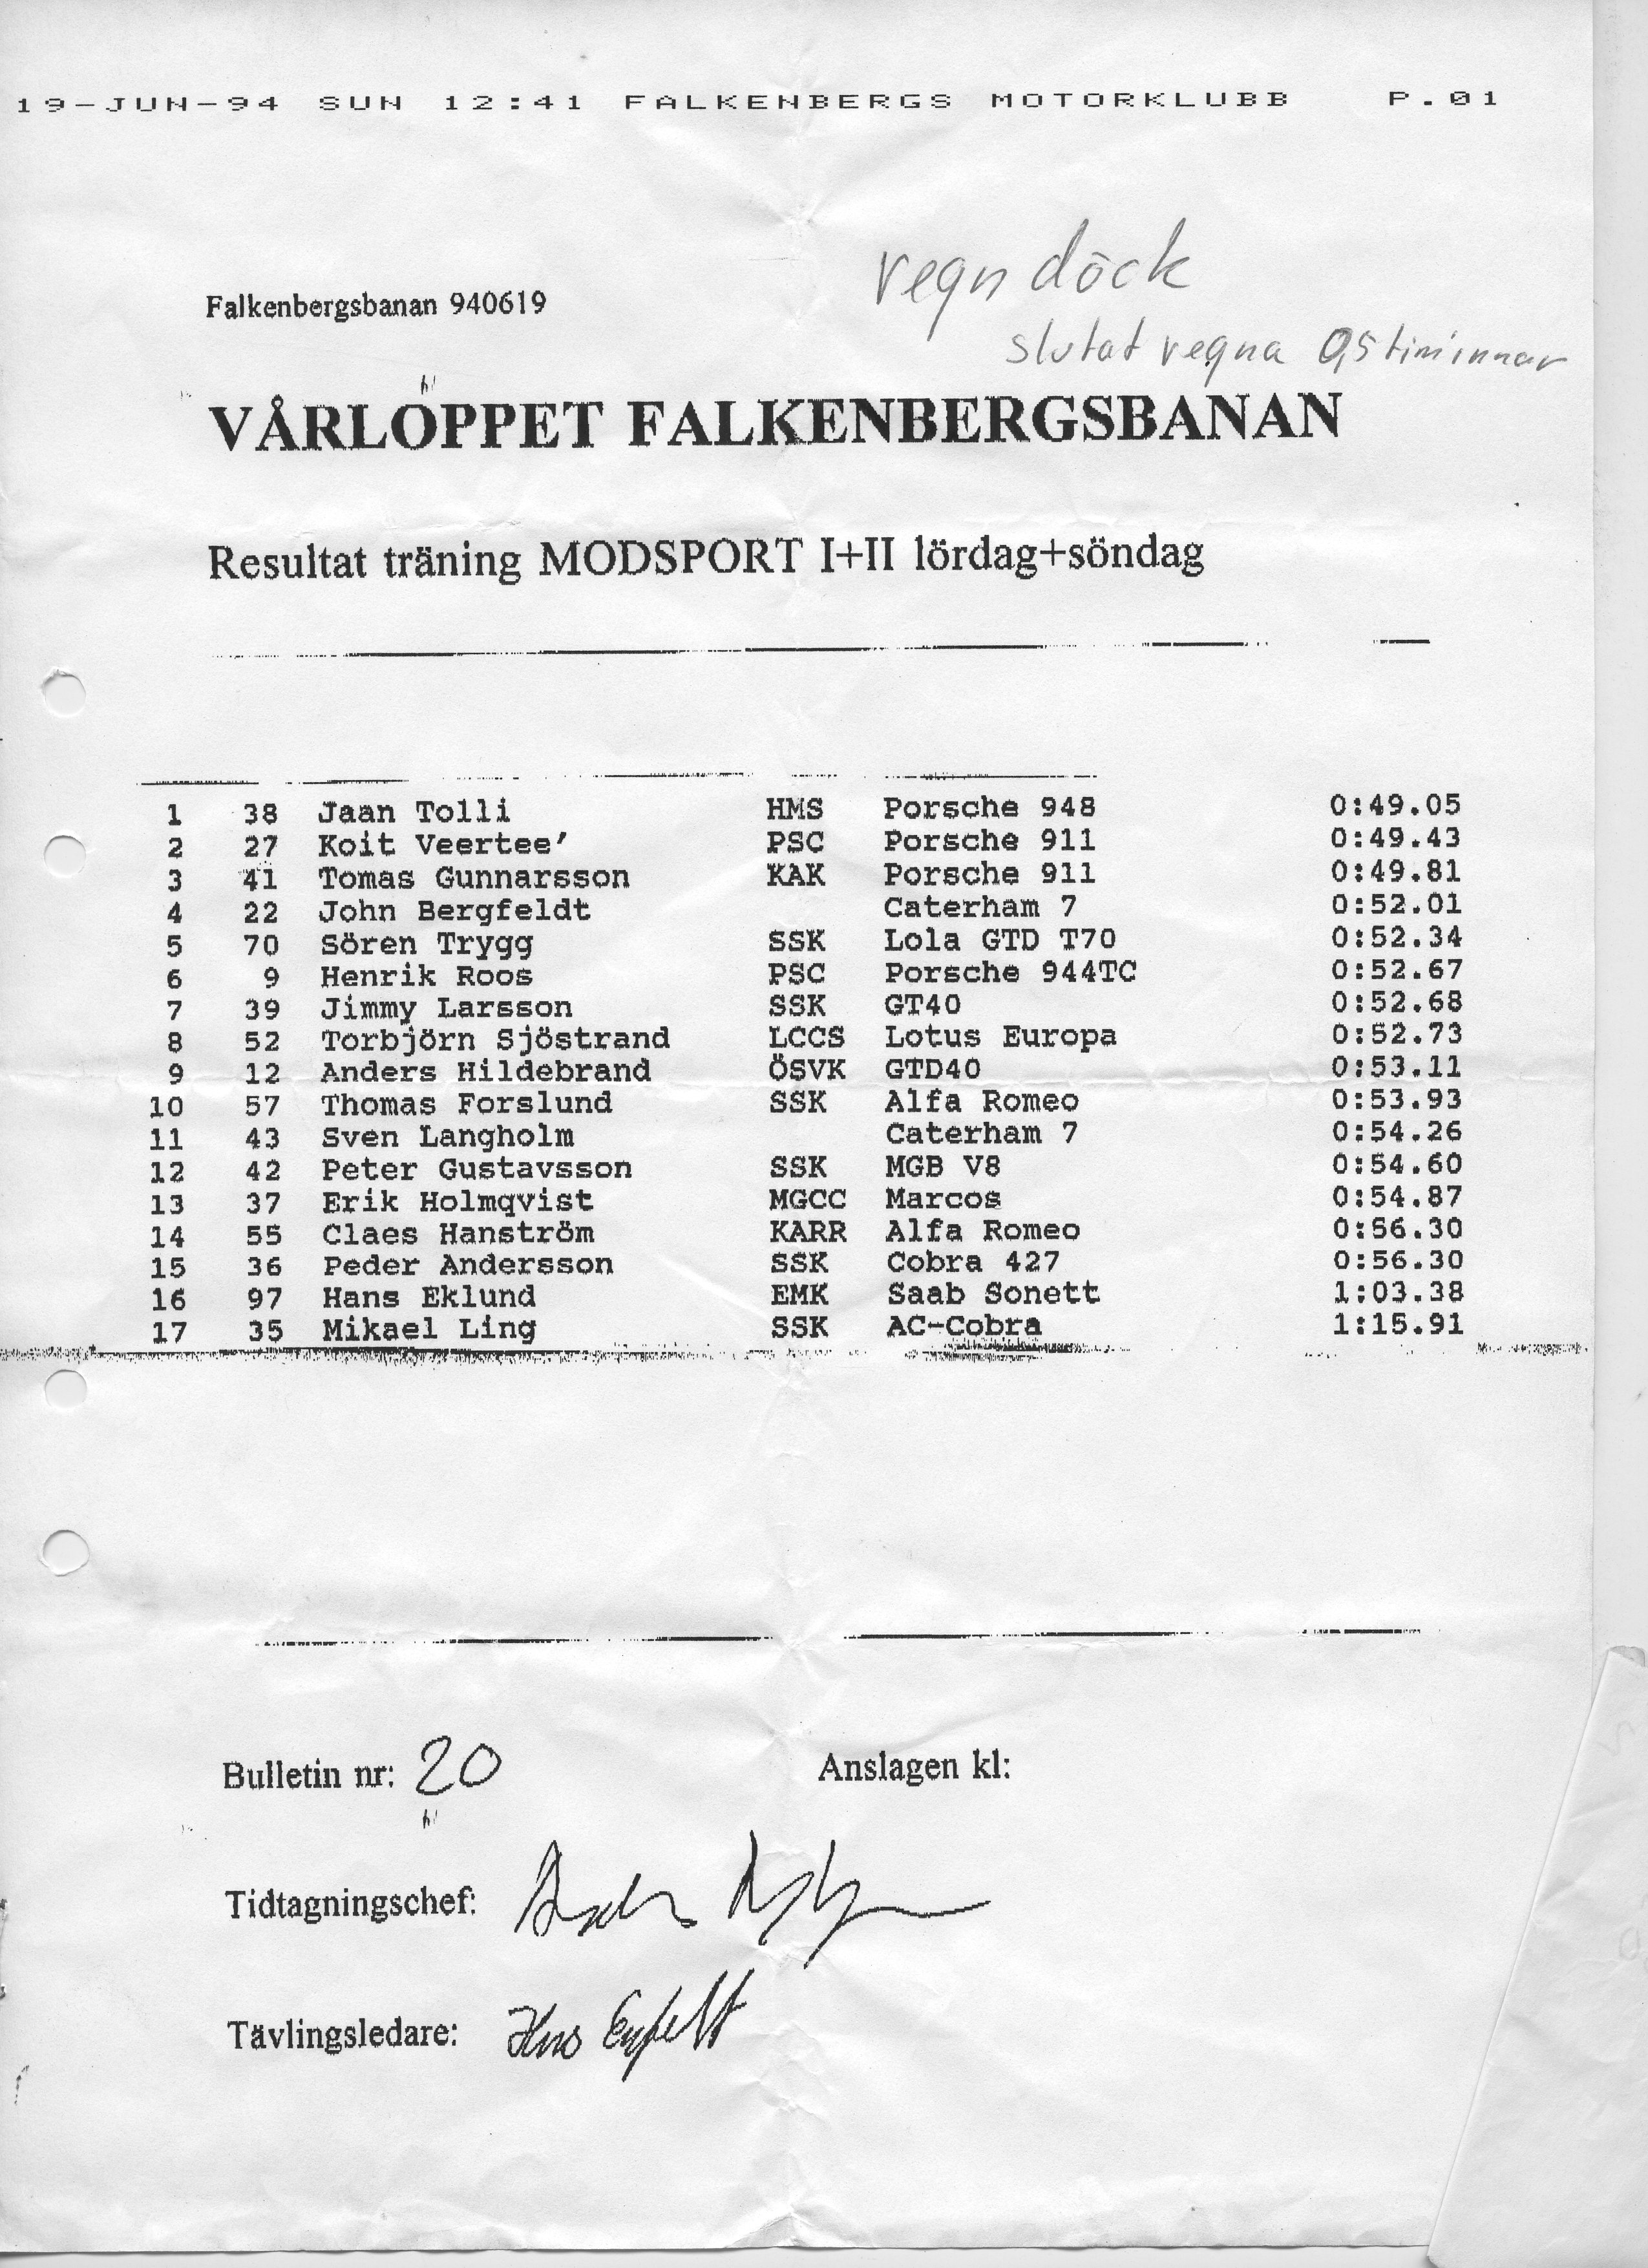 19-JUN-94 SUN 12:41 FALKENBERGS MOTORKLUBB P.01
regn döck
Falkenbergsbanan 940619
slutat regna 0,5 tim innan
VÅRLÖPPET FALKENBERGSBANAN
Resultat träning MODSPORT I+II lördag+söndag
1 38 Jaan Tolli HMS Porsche 948 0:49.05
2 27 Koit Veertee' PSC Porsche 911 0:49.43
3 41 Tomas Gunnarsson KAK Porsche 911 0:49.81
4 22 John Bergfeldt Caterham 7 0:52.01
5 70 Sören Trygg SSK Lola GTD T70 0:52.34
6 9 Henrik Roos PSC Porsche 944TC 0:52.67
7 39 Jimmy Larsson SSK GT40 0:52.68
8 52 Torbjörn Sjöstrand LCCS Lotus Europa 0:52.73
9 12 Anders Hildebrand ÖSVK GTD40 0:53.11
10 57 Thomas Forslund SSK Alfa Romeo 0:53.93
11 43 Sven Langholm Caterham 7 0:54.26
12 42 Peter Gustavsson SSK MGB V8 0:54.60
13 37 Erik Holmqvist MGCC Marcos 0:54.87
14 55 Claes Hanström KARR Alfa Romeo 0:56.30
15 36 Peder Andersson SSK Cobra 427 0:56.30
16 97 Hans Eklund EMK Saab Sonett 1:03.38
17 35 Mikael Ling SSK AC-Cobra 1:15.91
Bulletin nr: 20 Anslagen kl:
Tidtagningschef:
Tävlingsledare: